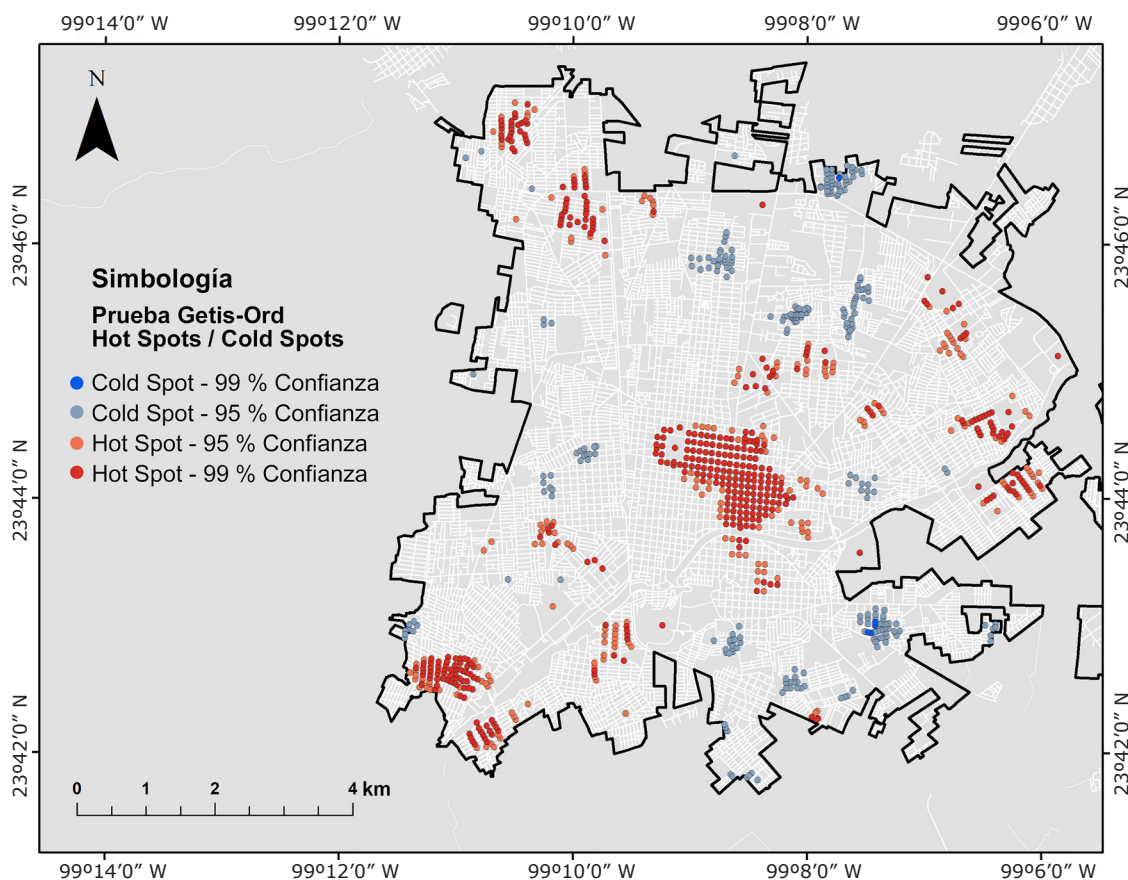 99º14′0″ W 99º12′0″ W 99º10′0″ W 99º8′0″ W 99º6′0″ W
N
23º46′0″ N 23º46′0″ N
Simbología
Prueba Getis-Ord
Hot Spots / Cold Spots
Cold Spot - 99 % Confianza
Cold Spot - 95 % Confianza
Hot Spot - 95 % Confianza
Hot Spot - 99 % Confianza
23º44′0″ N 23º44′0″ N
23º42′0″ N 23º42′0″ N
0 1 2 4 km
99º14′0″ W 99º12′0″ W 99º10′0″ W 99º8′0″ W 99º6′0″ W